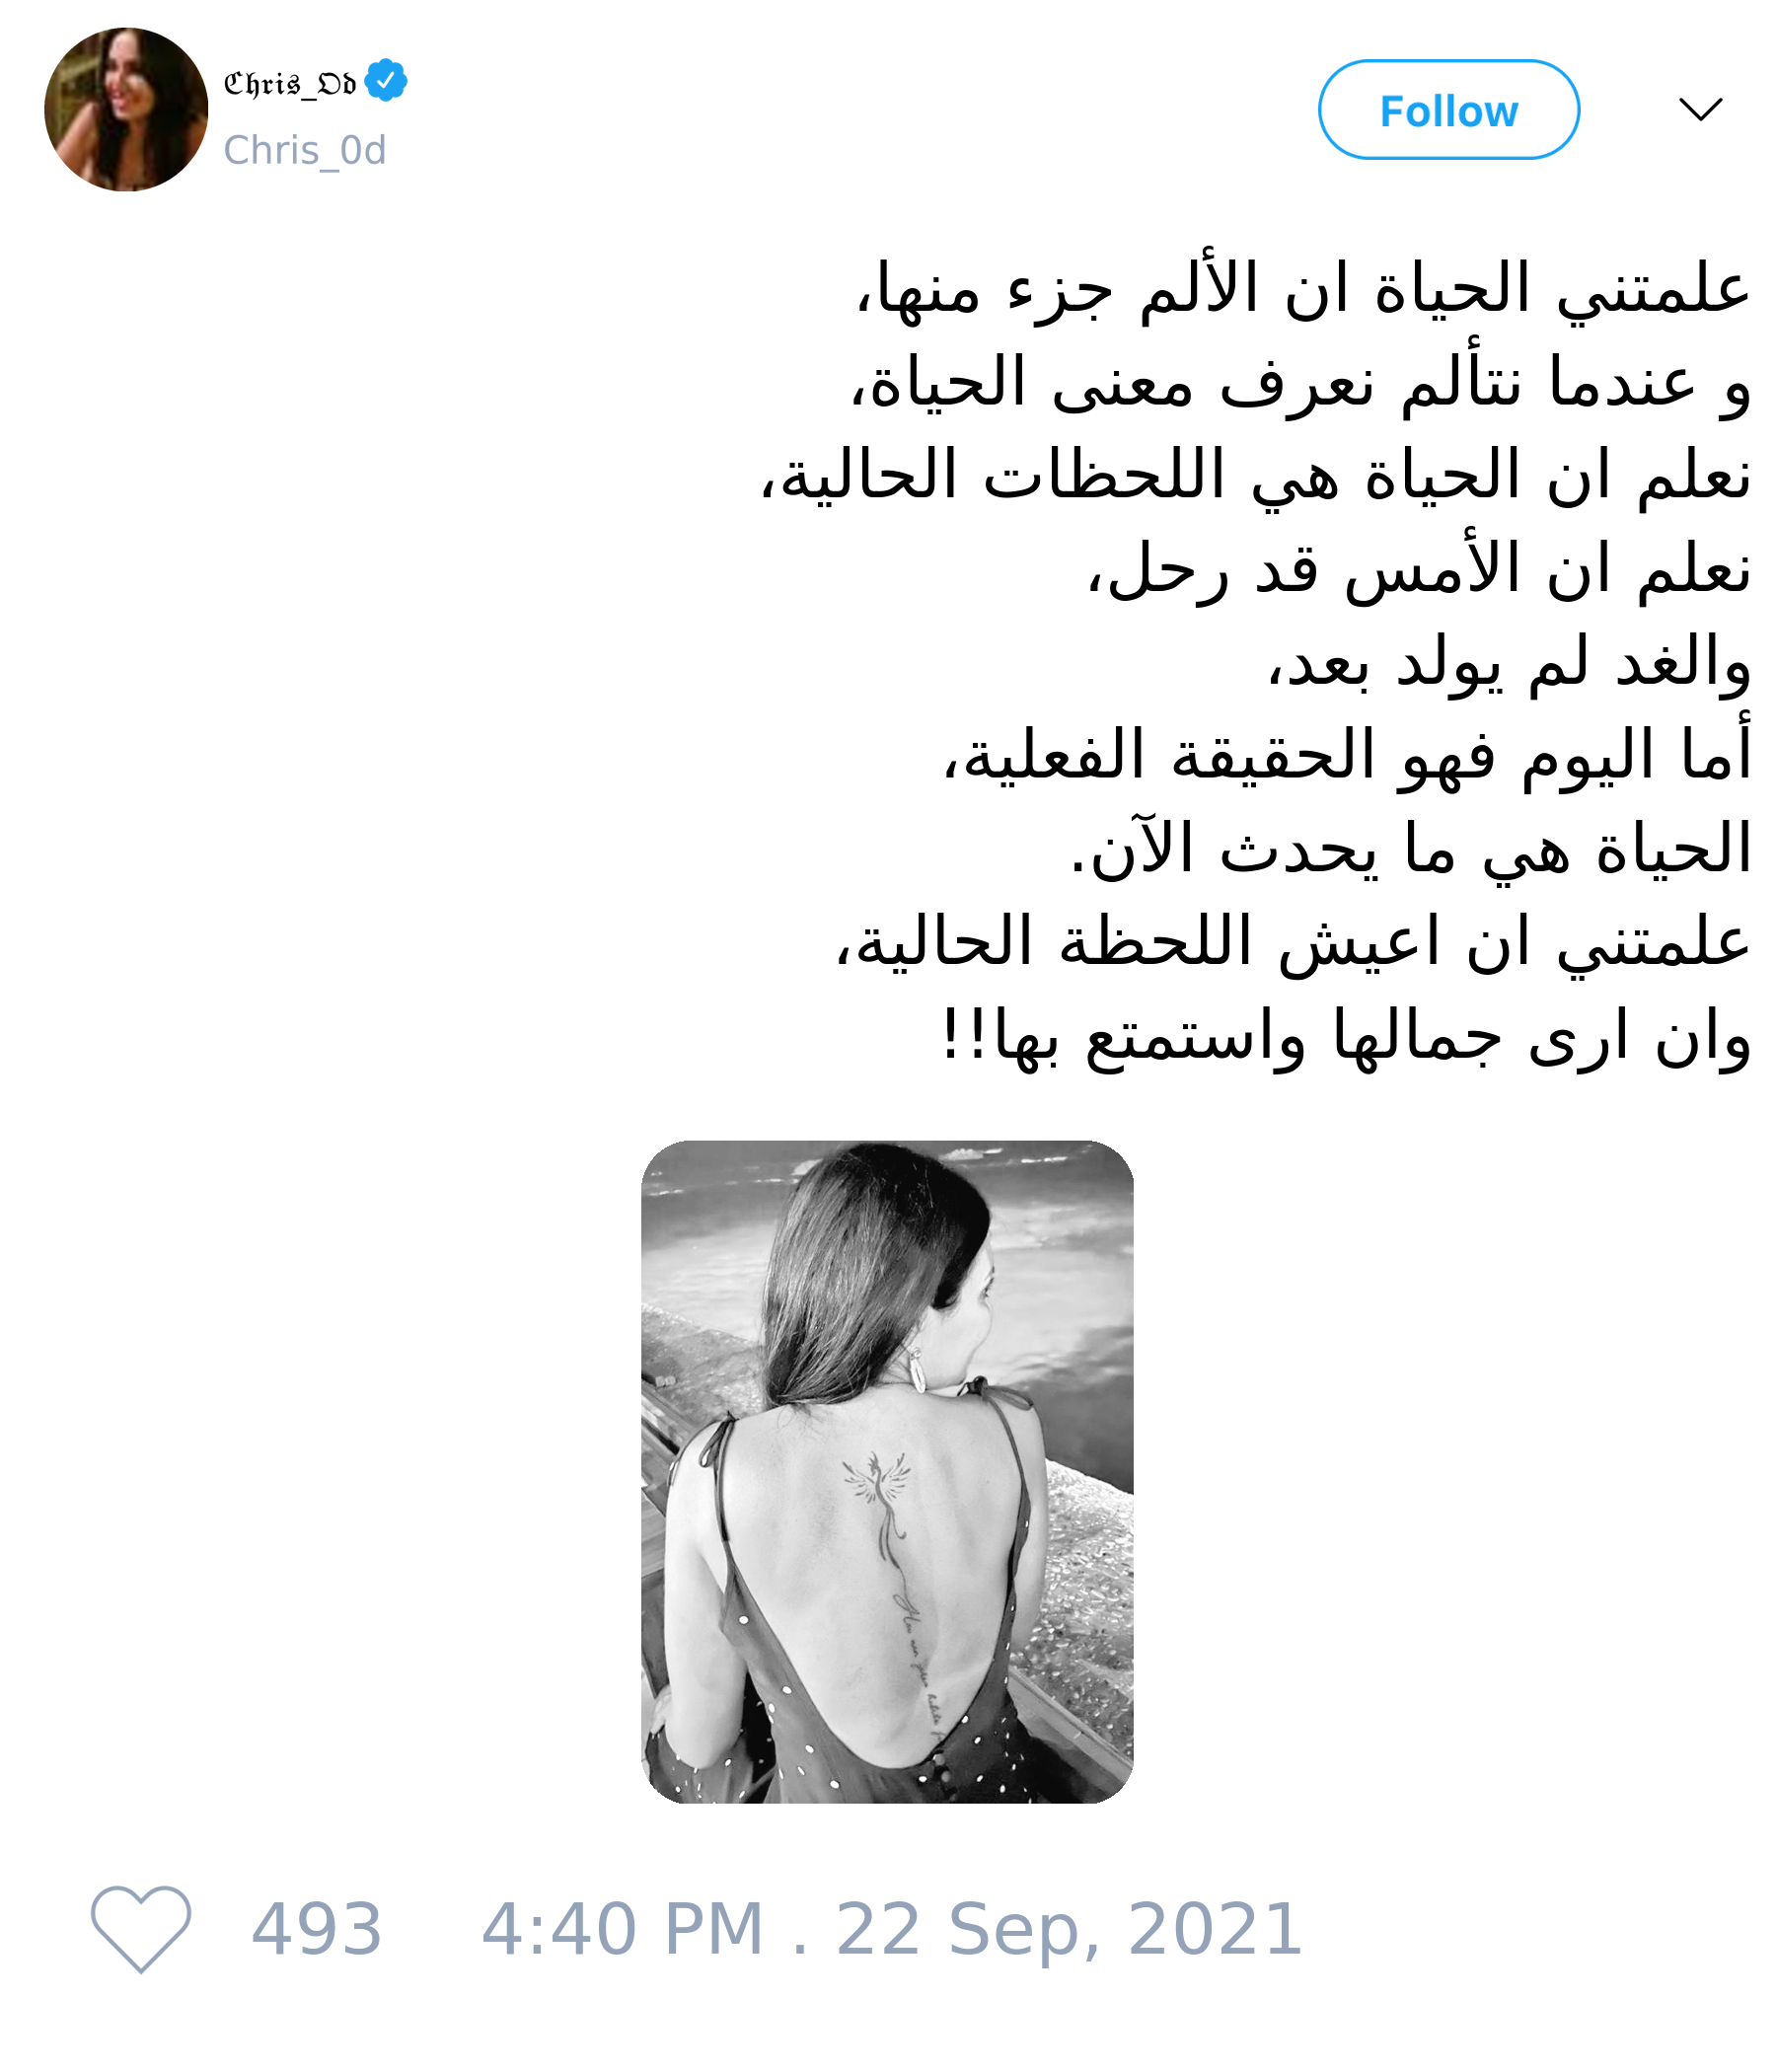 ℭ𝔥𝔯𝔦𝔰_𝔒𝔡
Chris_0d
Follow
علمتني الحياة ان الألم جزء منها،
و عندما نتألم نعرف معنى الحياة،
نعلم ان الحياة هي اللحظات الحالية،
نعلم ان الأمس قد رحل،
والغد لم يولد بعد،
أما اليوم فهو الحقيقة الفعلية،
الحياة هي ما يحدث الآن.
علمتني ان اعيش اللحظة الحالية،
وان ارى جمالها واستمتع بها!!
493 4:40 PM . 22 Sep, 2021